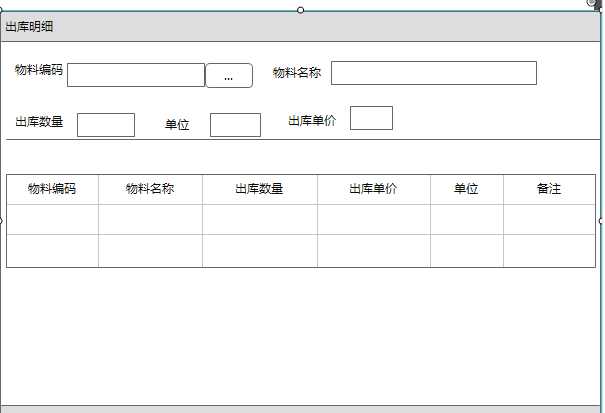 出库明细
物料编码 ... 物料名称
出库数量 单位 出库单价
物料编码 物料名称 出库数量 出库单价 单位 备注